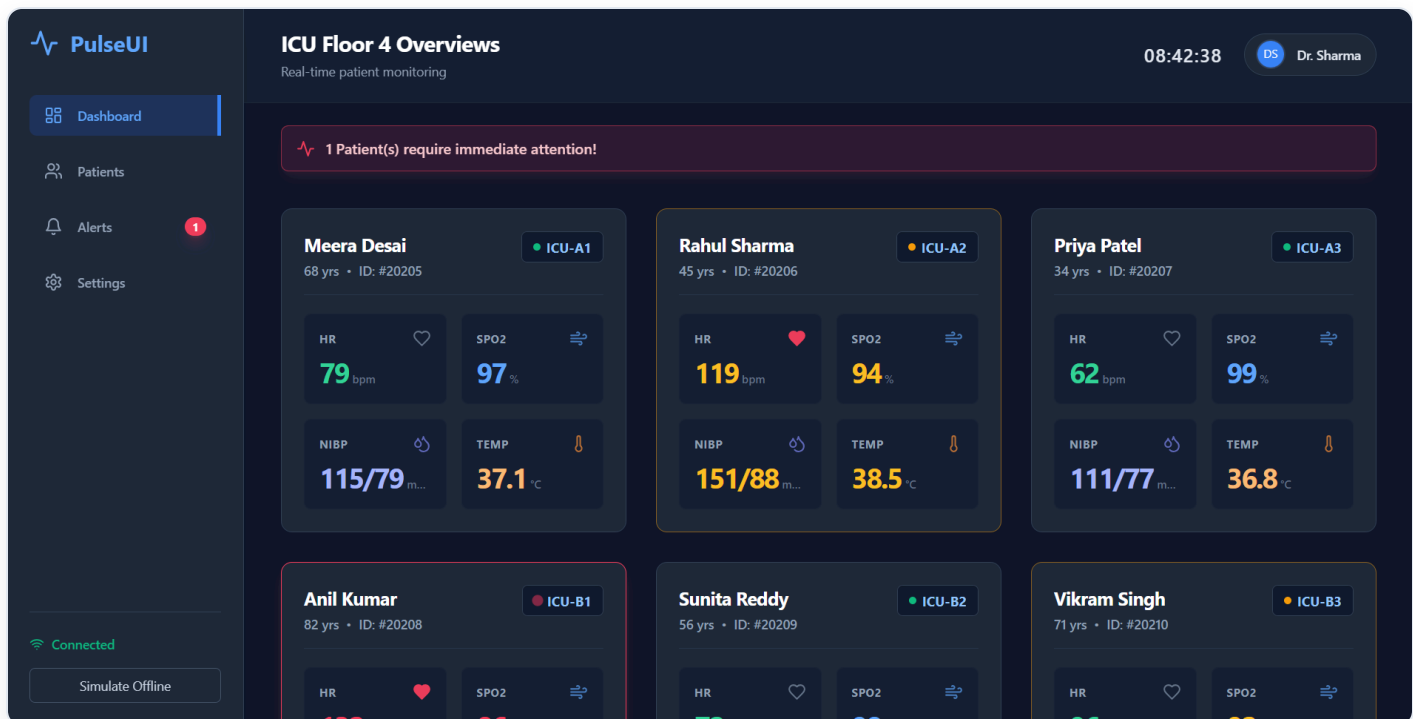 PulseUI
Dashboard
Patients
Alerts 1
Settings
Connected
Simulate Offline
ICU Floor 4 Overviews
Real-time patient monitoring
08:42:38
DS Dr. Sharma
1 Patient(s) require immediate attention!
Meera Desai ICU-A1
68 yrs • ID: #20205
HR SPO2
79 bpm 97 %
NIBP TEMP
115/79 m... 37.1 °C
Rahul Sharma ICU-A2
45 yrs • ID: #20206
HR SPO2
119 bpm 94 %
NIBP TEMP
151/88 m... 38.5 °C
Priya Patel ICU-A3
34 yrs • ID: #20207
HR SPO2
62 bpm 99 %
NIBP TEMP
111/77 m... 36.8 °C
Anil Kumar ICU-B1
82 yrs • ID: #20208
HR SPO2
Sunita Reddy ICU-B2
56 yrs • ID: #20209
HR SPO2
Vikram Singh ICU-B3
71 yrs • ID: #20210
HR SPO2